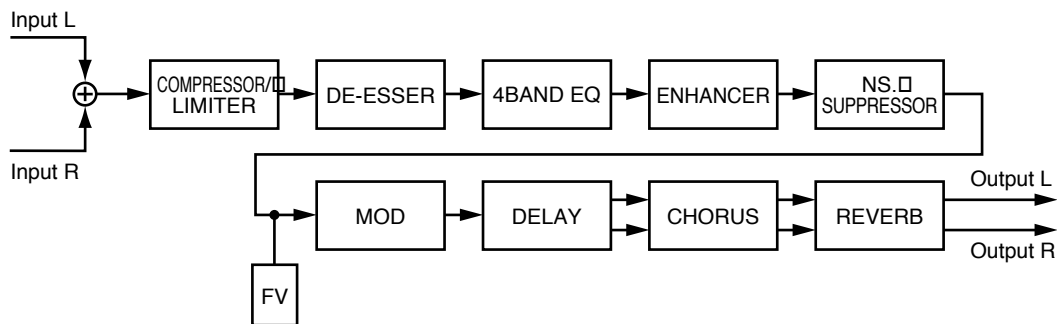 Input L
COMPRESSOR/
LIMITER
DE-ESSER
4BAND EQ
ENHANCER
NS.
SUPPRESSOR
Input R
MOD
DELAY
CHORUS
REVERB
Output L
Output R
FV